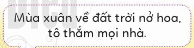 Mùa xuân về đất trời nở hoa,
tô thắm mọi nhà.